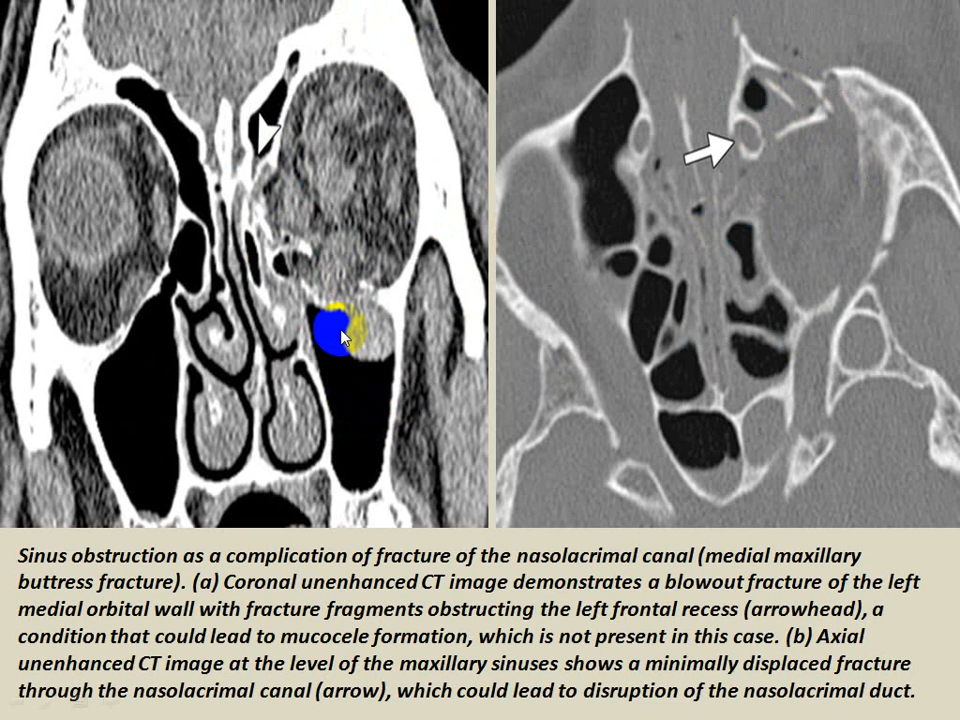 Sinus obstruction as a complication of fracture of the nasolacrimal canal (medial maxillary
buttress fracture). (a) Coronal unenhanced CT image demonstrates a blowout fracture of the left
medial orbital wall with fracture fragments obstructing the left frontal recess (arrowhead), a
condition that could lead to mucocele formation, which is not present in this case. (b) Axial
unenhanced CT image at the level of the maxillary sinuses shows a minimally displaced fracture
through the nasolacrimal canal (arrow), which could lead to disruption of the nasolacrimal duct.